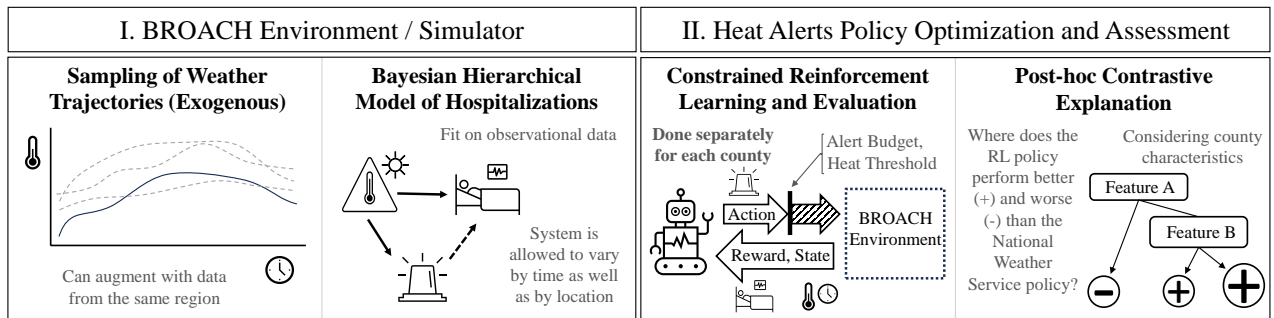 I. BROACH Environment / Simulator
Sampling of Weather
Trajectories (Exogenous)
Can augment with data
from the same region
Bayesian Hierarchical
Model of Hospitalizations
Fit on observational data
System is
allowed to vary
by time as well
as by location
II. Heat Alerts Policy Optimization and Assessment
Constrained Reinforcement
Learning and Evaluation
Done separately
for each county
Alert Budget,
Heat Threshold
Action
Reward, State
BROACH
Environment
Post-hoc Contrastive
Explanation
Where does the
RL policy
perform better
(+) and worse
(-) than the
National
Weather
Service policy?
Considering county
characteristics
Feature A
Feature B